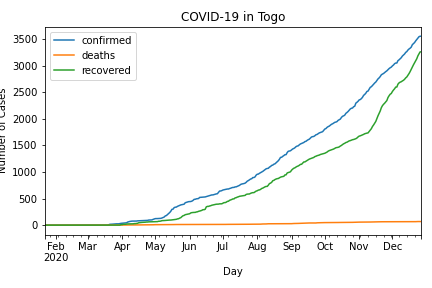 COVID-19 in Togo
confirmed
deaths
recovered
Number of Cases
3500
3000
2500
2000
1500
1000
500
0
Feb Mar Apr May Jun Jul Aug Sep Oct Nov Dec
2020
Day